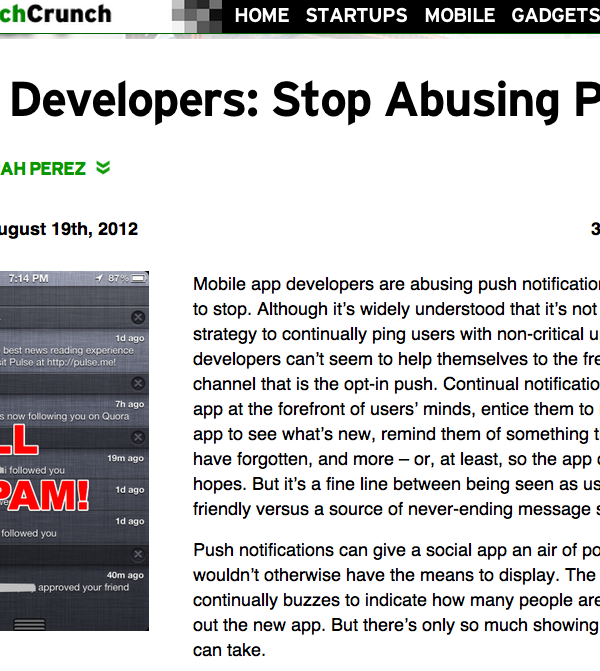 chCrunch
HOME STARTUPS MOBILE GADGETS
Developers: Stop Abusing P
AH PEREZ
ugust 19th, 2012
3
7:14 PM 87%
1d ago
best news reading experience
it Pulse at http://pulse.me!
7h ago
s now following you on Quora
LL
19m ago
i followed you
PAM!
1d ago
1d ago
followed you
40m ago
approved your friend
Mobile app developers are abusing push notification
to stop. Although it's widely understood that it's not
strategy to continually ping users with non-critical u
developers can't seem to help themselves to the fre
channel that is the opt-in push. Continual notificatio
app at the forefront of users' minds, entice them to
app to see what's new, remind them of something t
have forgotten, and more – or, at least, so the app d
hopes. But it's a fine line between being seen as us
friendly versus a source of never-ending message s
Push notifications can give a social app an air of po
wouldn't otherwise have the means to display. The
continually buzzes to indicate how many people are
out the new app. But there's only so much showing
can take.